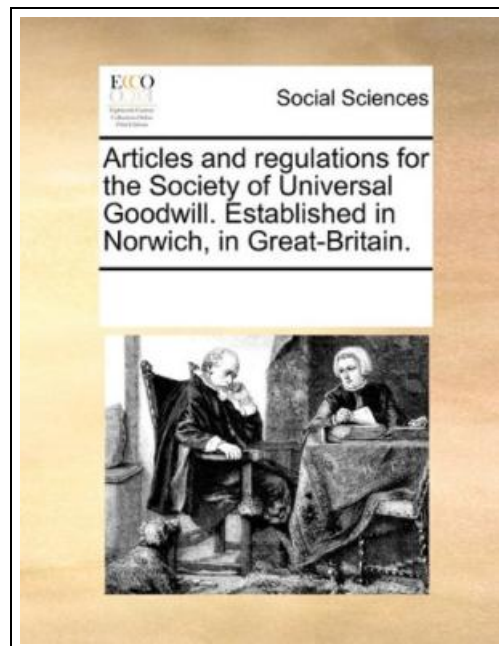 ECCO
Social Sciences
Articles and regulations for
the Society of Universal
Goodwill. Established in
Norwich, in Great-Britain.